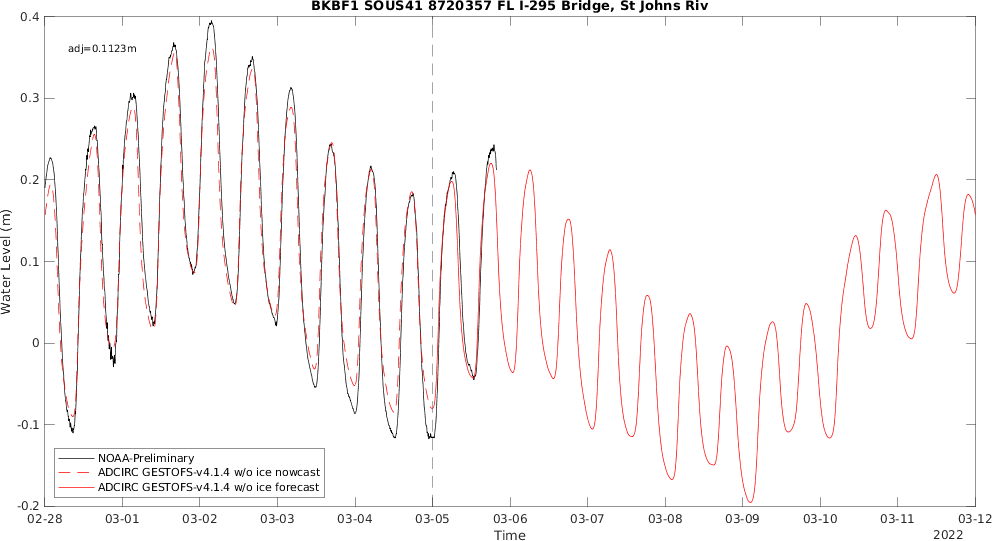 BKBF1 SOUS41 8720357 FL I-295 Bridge, St Johns Riv
adj=0.1123m
0.4
0.3
0.2
0.1
0
-0.1
-0.2
Water Level (m)
NOAA-Preliminary
ADCIRC GESTOFS-v4.1.4 w/o ice nowcast
ADCIRC GESTOFS-v4.1.4 w/o ice forecast
02-28 03-01 03-02 03-03 03-04 03-05 03-06 03-07 03-08 03-09 03-10 03-11 03-12
Time
2022